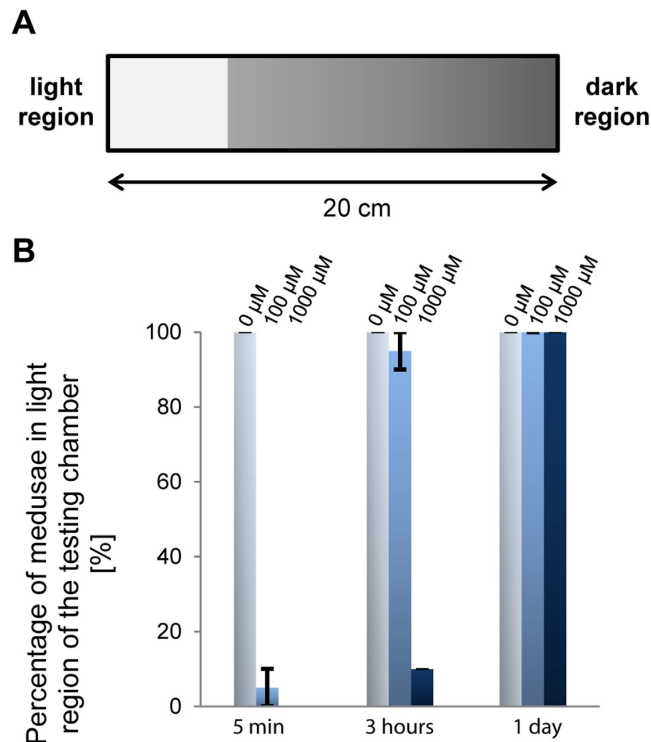 A
light
region
dark
region
20 cm
B
0 µM
100 µM
1000 µM
0 µM
100 µM
1000 µM
0 µM
100 µM
1000 µM
Percentage of medusae in light
region of the testing chamber
[%]
100
80
60
40
20
0
5 min
3 hours
1 day